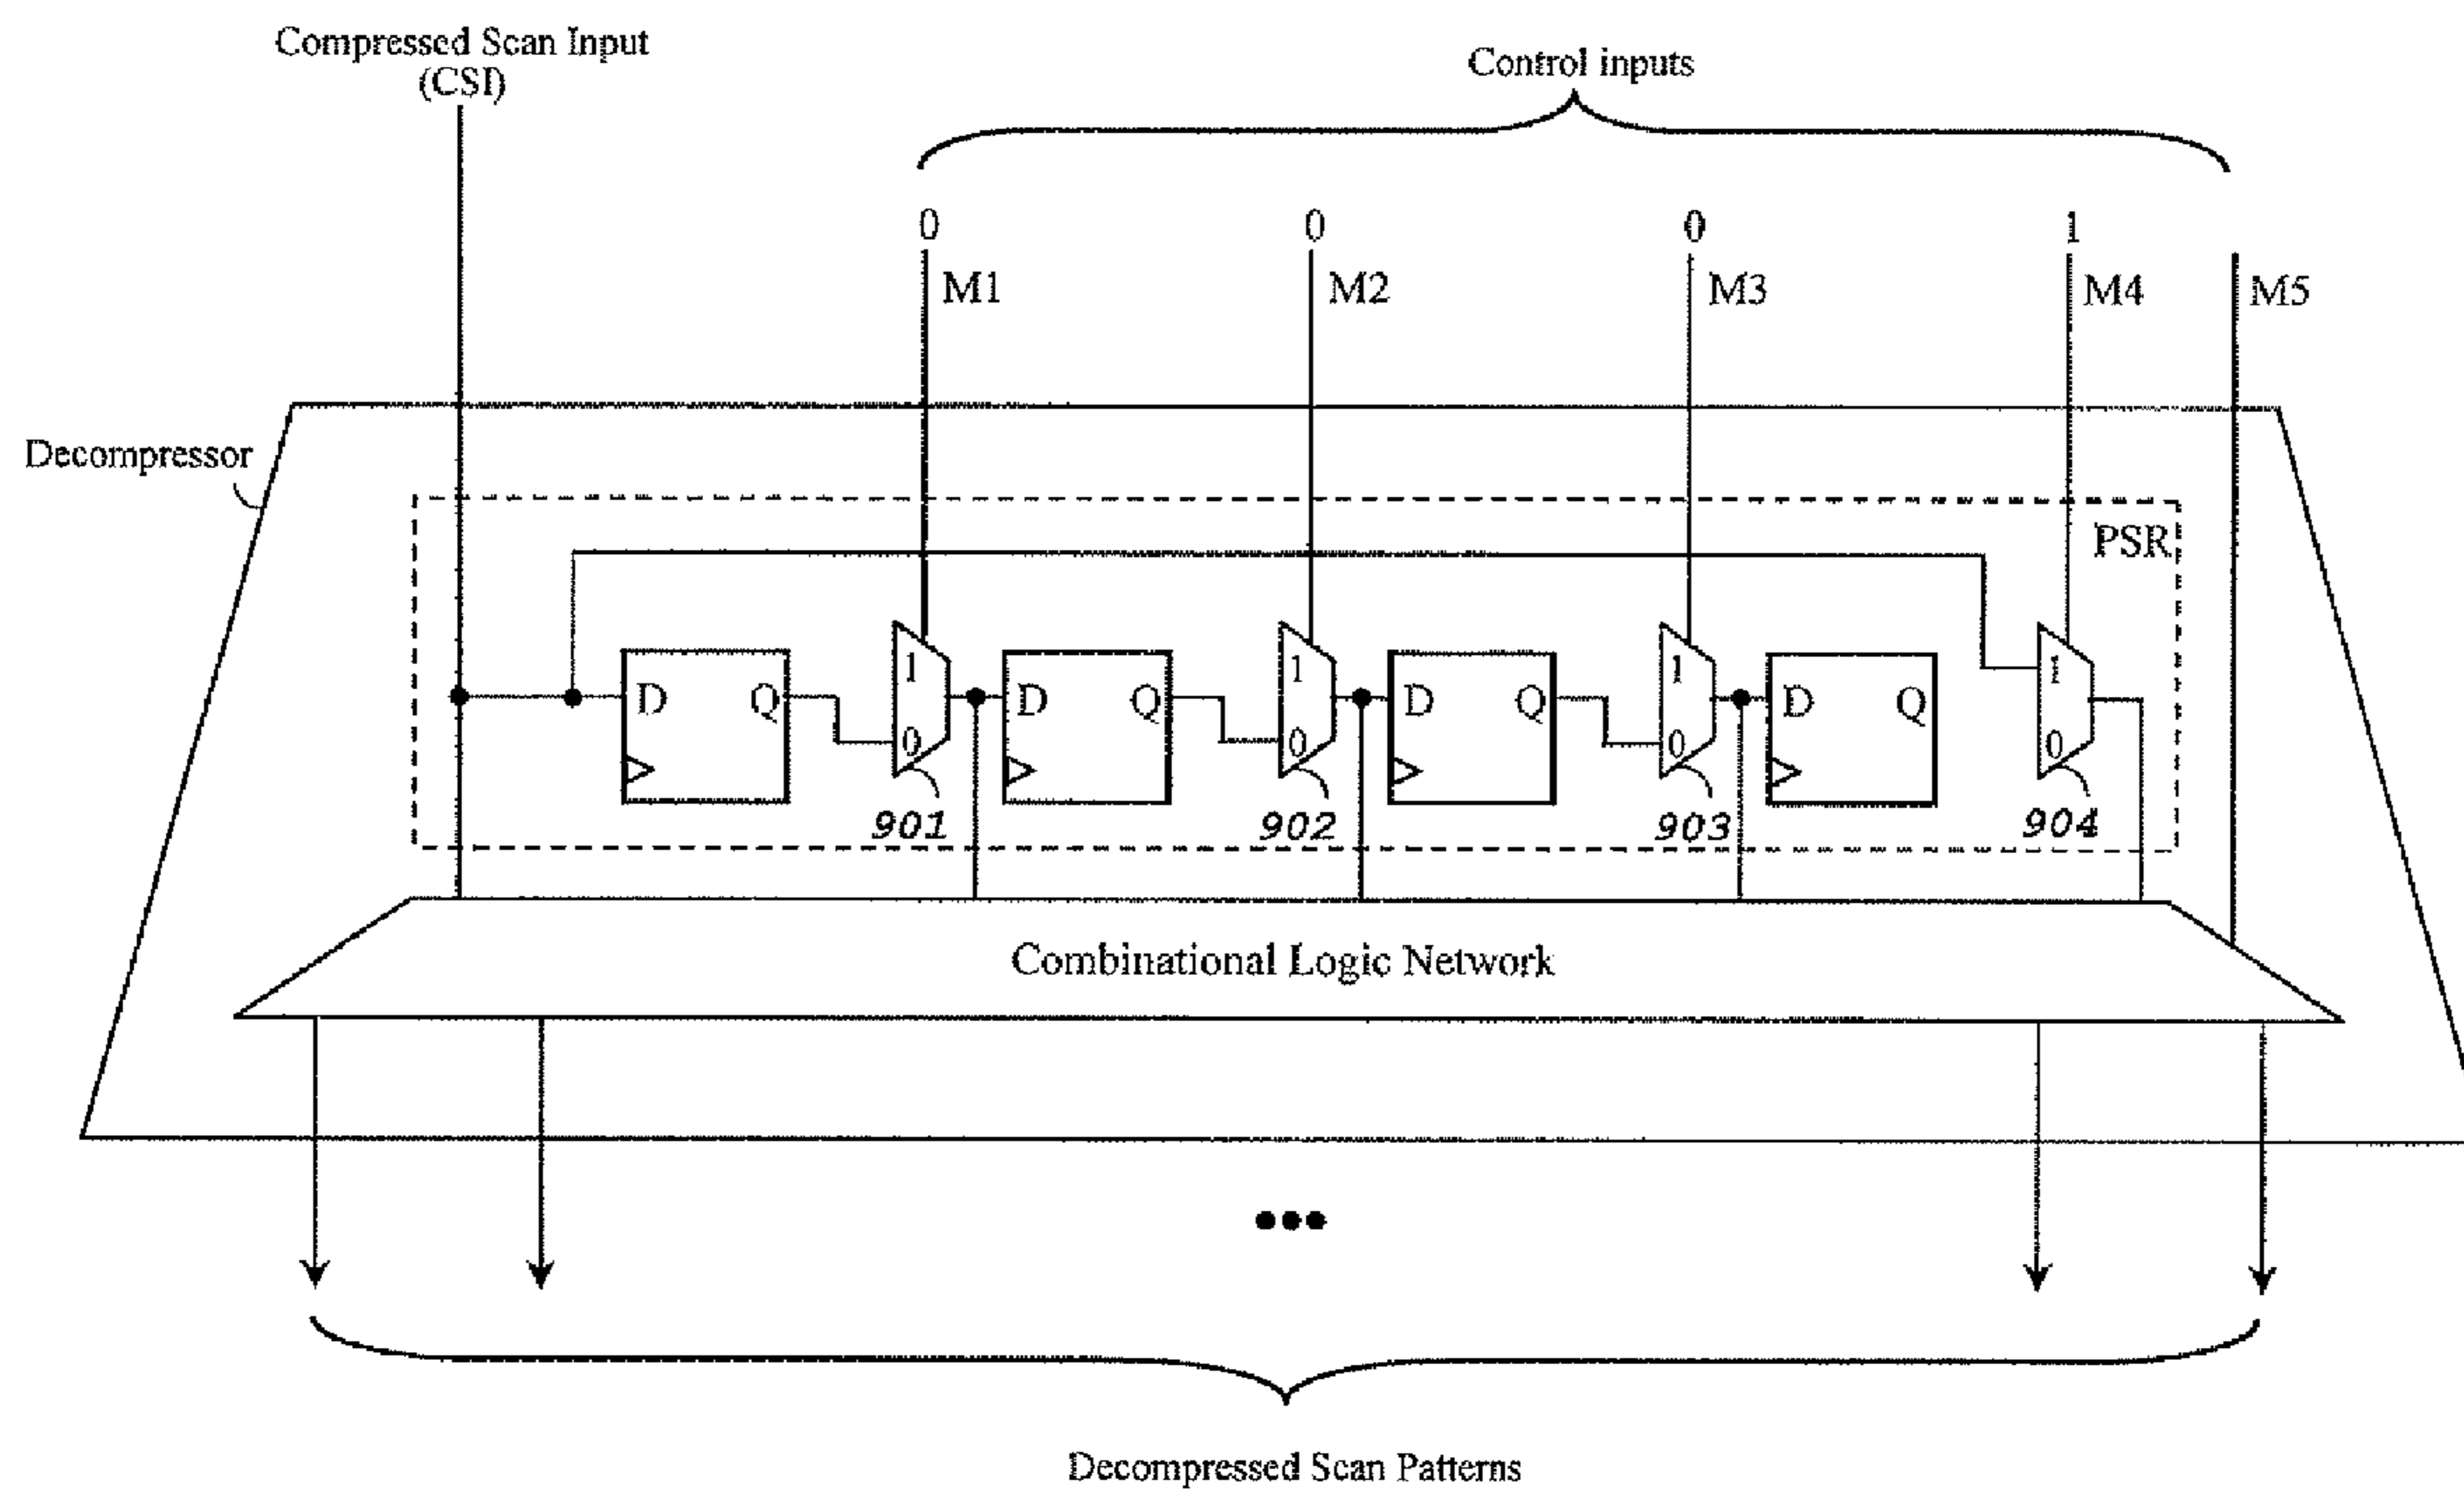 Compressed Scan Input
(CSI)
Control inputs
0 0 0 1
M1 M2 M3 M4 M5
Decompressor
PSR
1 1 1 1
D Q D Q D Q D Q
0 0 0 0
901 902 903 904
Combinational Logic Network
Decompressed Scan Patterns